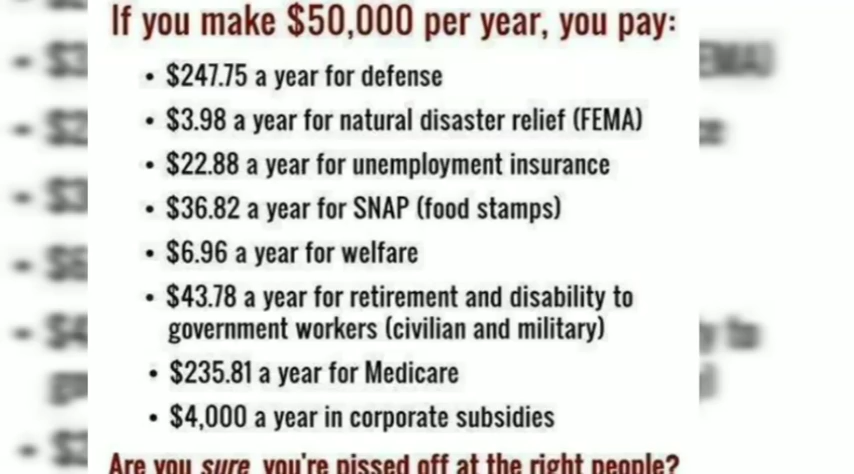 If you make $50,000 per year, you pay:
• $247.75 a year for defense
• $3.98 a year for natural disaster relief (FEMA)
• $22.88 a year for unemployment insurance
• $36.82 a year for SNAP (food stamps)
• $6.96 a year for welfare
• $43.78 a year for retirement and disability to
government workers (civilian and military)
• $235.81 a year for Medicare
• $4,000 a year in corporate subsidies
Are you sure you're pissed off at the right people?